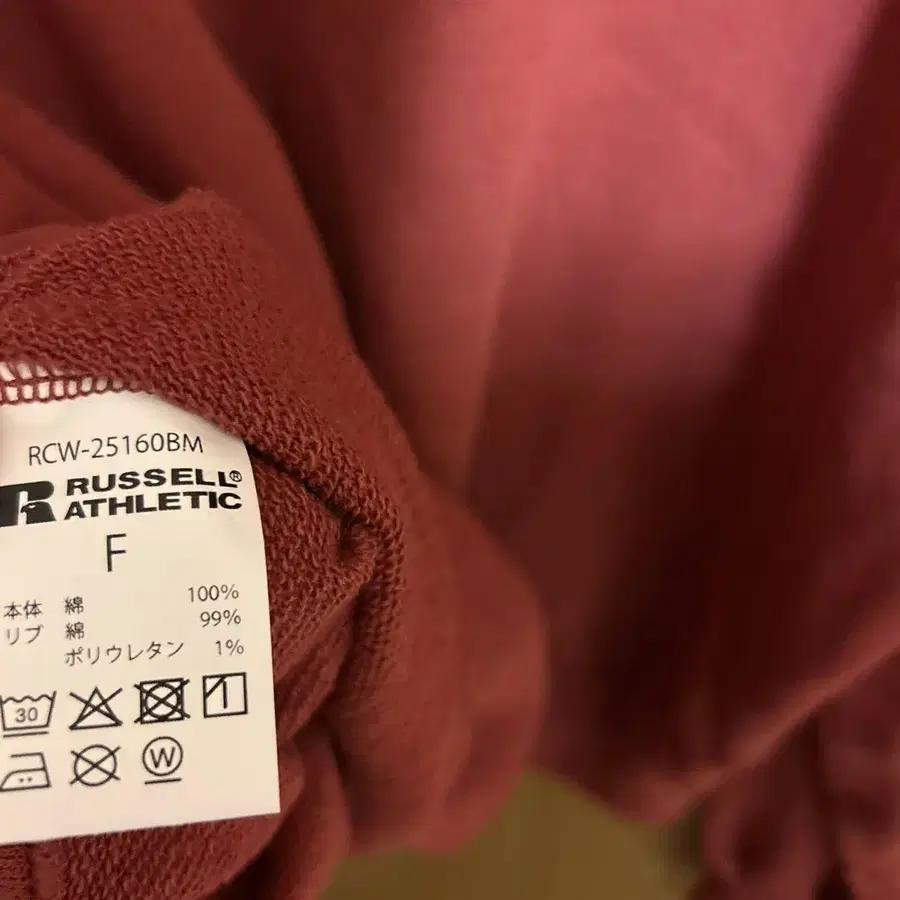 RCW-25160BM
RUSSELL®
ATHLETIC
F
本体 綿 100%
リブ 綿 99%
ポリウレタン 1%
30
W